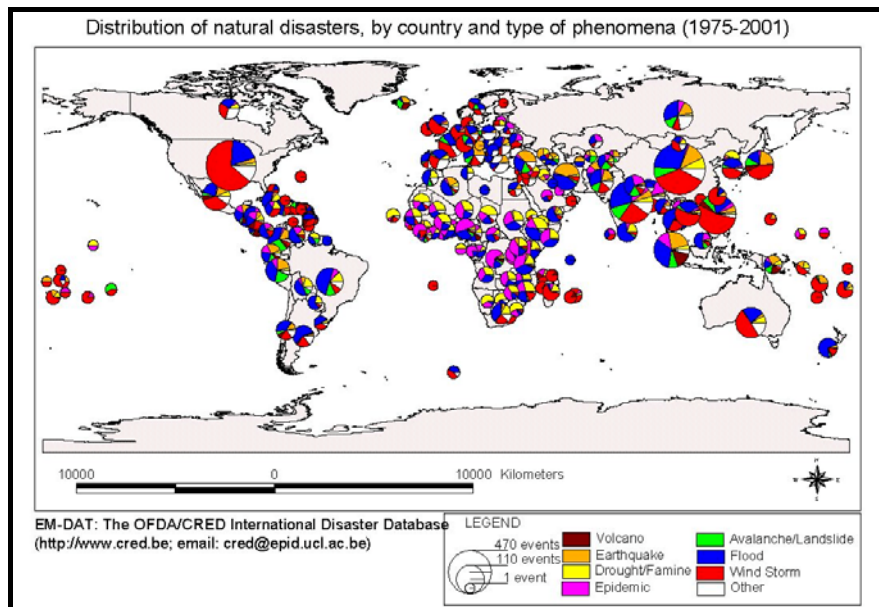 Distribution of natural disasters, by country and type of phenomena (1975-2001)
10000 0 10000 Kilometers
N
EM-DAT: The OFDA/CRED International Disaster Database
(http://www.cred.be; email: cred@epid.ucl.ac.be)
LEGEND
470 events
110 events
1 event
Volcano
Earthquake
Drought/Famine
Epidemic
Avalanche/Landslide
Flood
Wind Storm
Other